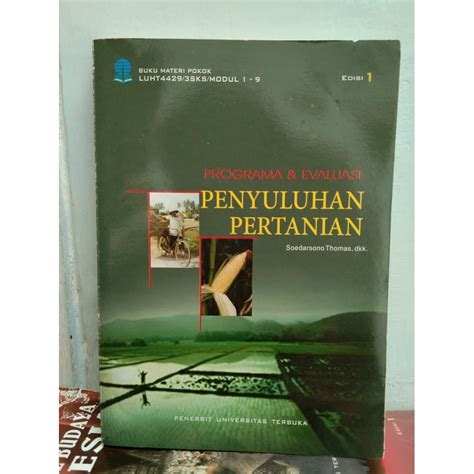 BUKU MATERI POKOK
LUHT4429/3SKS/MODUL 1 - 9
EDISI 1
PROGRAMA & EVALUASI
PENYULUHAN
PERTANIAN
Soedarsono Thomas, dkk.
PENERBIT UNIVERSITAS TERBUKA
BUDAYA